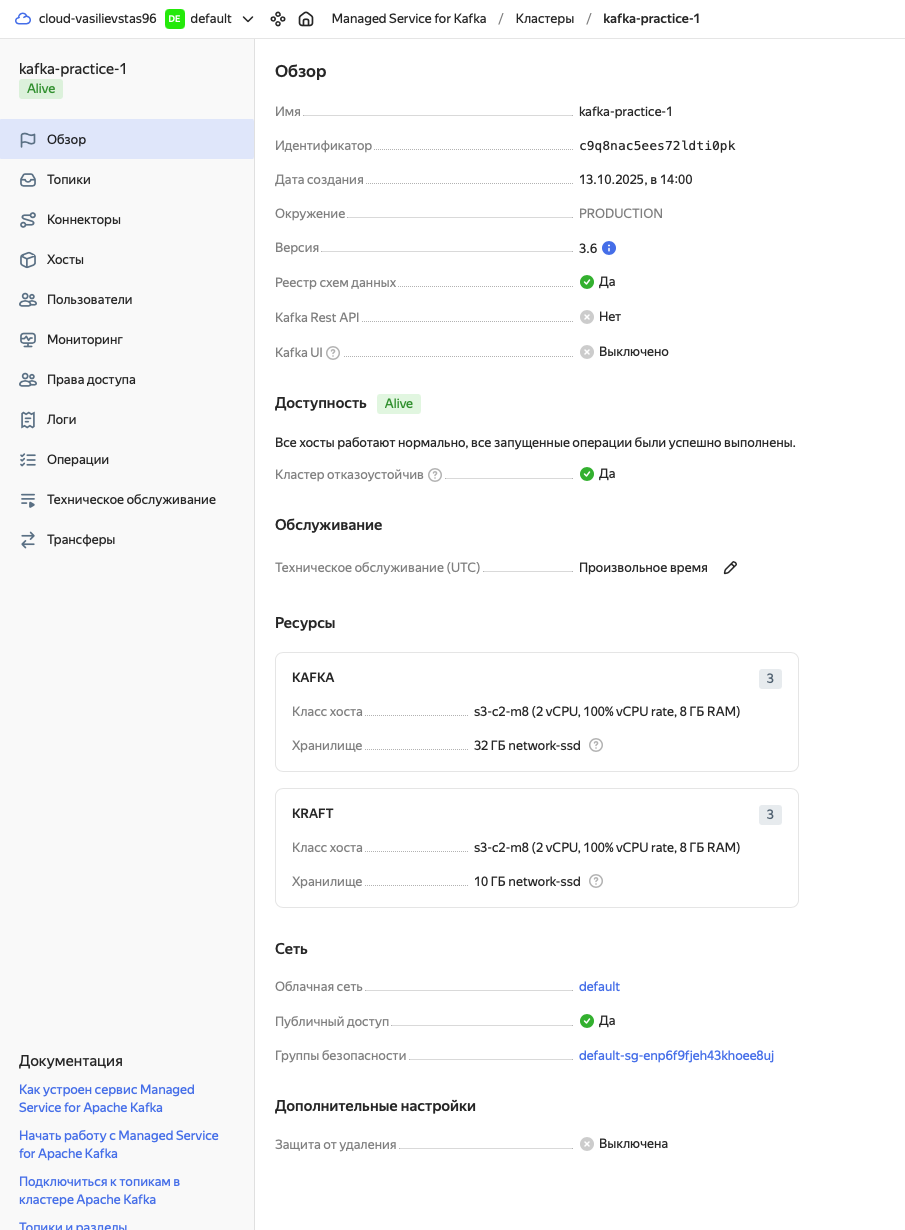 cloud-vasilievstas96 DE default Managed Service for Kafka / Кластеры / kafka-practice-1
kafka-practice-1
Alive
Обзор
Топики
Коннекторы
Хосты
Пользователи
Мониторинг
Права доступа
Логи
Операции
Техническое обслуживание
Трансферы
Документация
Как устроен сервис Managed
Service for Apache Kafka
Начать работу с Managed Service
for Apache Kafka
Подключиться к топикам в
кластере Apache Kafka
Топики и разделы
Обзор
Имя kafka-practice-1
Идентификатор c9q8nac5ees72ldti0pk
Дата создания 13.10.2025, в 14:00
Окружение PRODUCTION
Версия 3.6
Реестр схем данных Да
Kafka Rest API Нет
Kafka UI Выключено
Доступность Alive
Все хосты работают нормально, все запущенные операции были успешно выполнены.
Кластер отказоустойчив Да
Обслуживание
Техническое обслуживание (UTC) Произвольное время
Ресурсы
KAFKA 3
Класс хоста s3-c2-m8 (2 vCPU, 100% vCPU rate, 8 ГБ RAM)
Хранилище 32 ГБ network-ssd
KRAFT 3
Класс хоста s3-c2-m8 (2 vCPU, 100% vCPU rate, 8 ГБ RAM)
Хранилище 10 ГБ network-ssd
Сеть
Облачная сеть default
Публичный доступ Да
Группы безопасности default-sg-enp6f9fjeh43khoee8uj
Дополнительные настройки
Защита от удаления Выключена